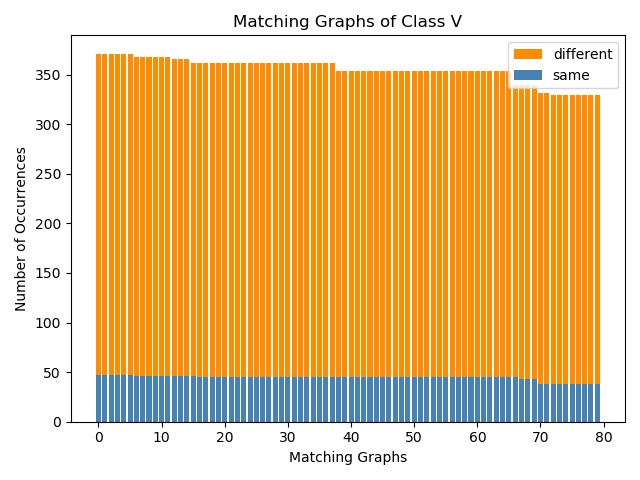 Matching Graphs of Class V
different
same
Number of Occurrences
350
300
250
200
150
100
50
0
0 10 20 30 40 50 60 70 80
Matching Graphs